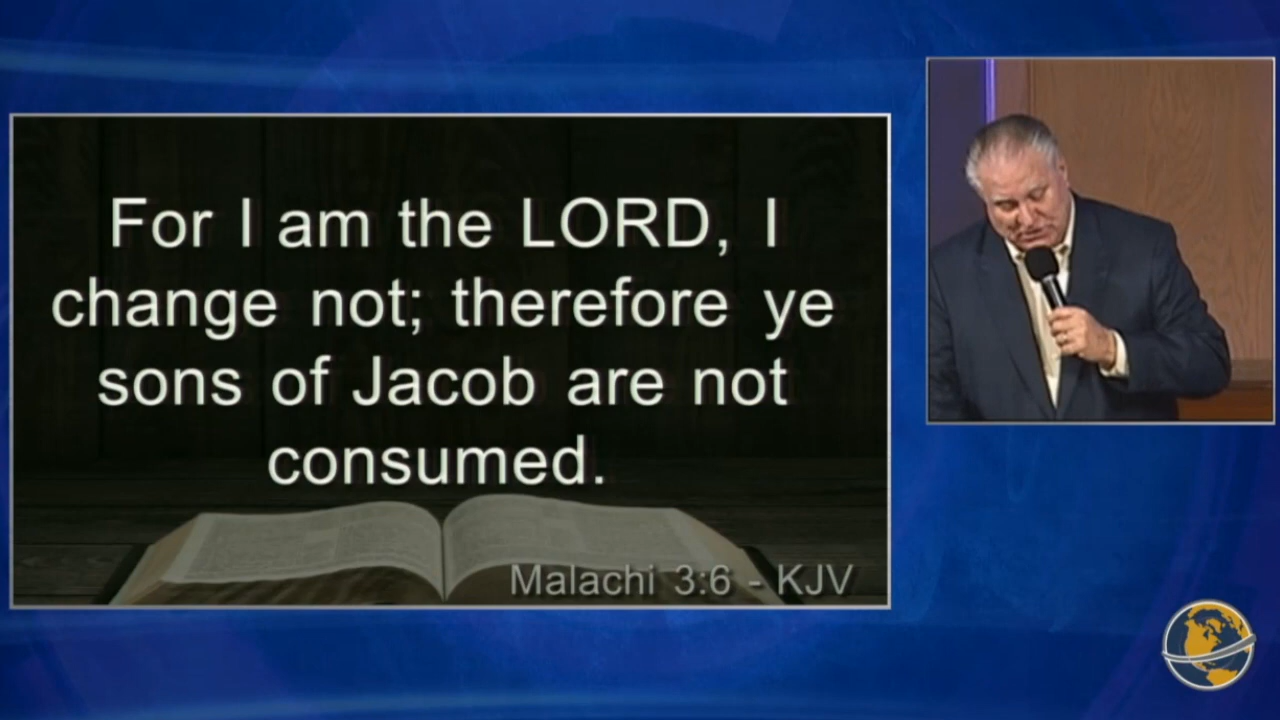 For I am the LORD, I
change not; therefore ye
sons of Jacob are not
consumed.
Malachi 3:6 - KJV